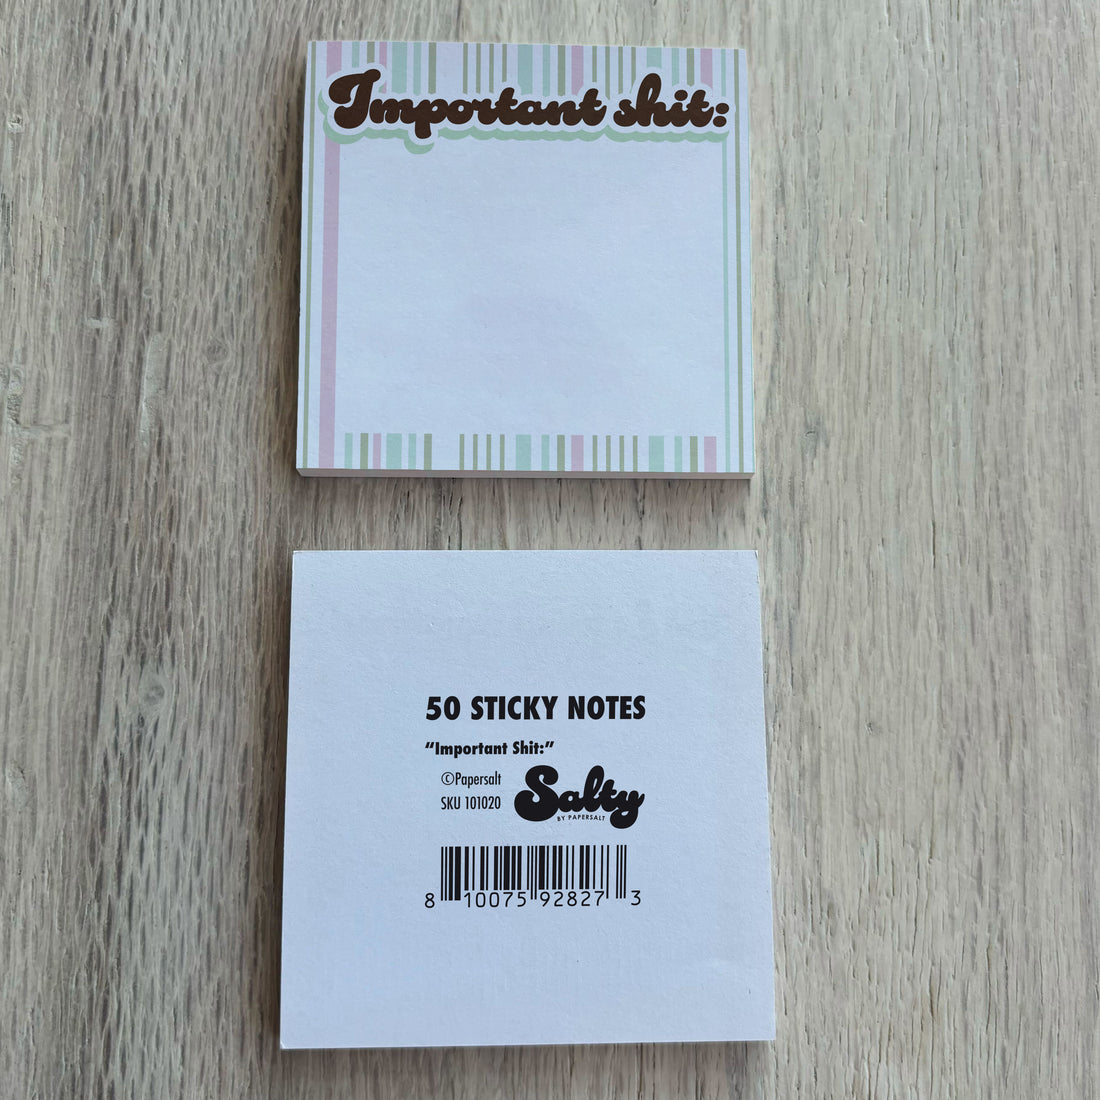 Important shit:
50 STICKY NOTES
“Important Shit:”
©Papersalt
SKU 101020
Salty
BY PAPERSALT
8 10075 92827 3